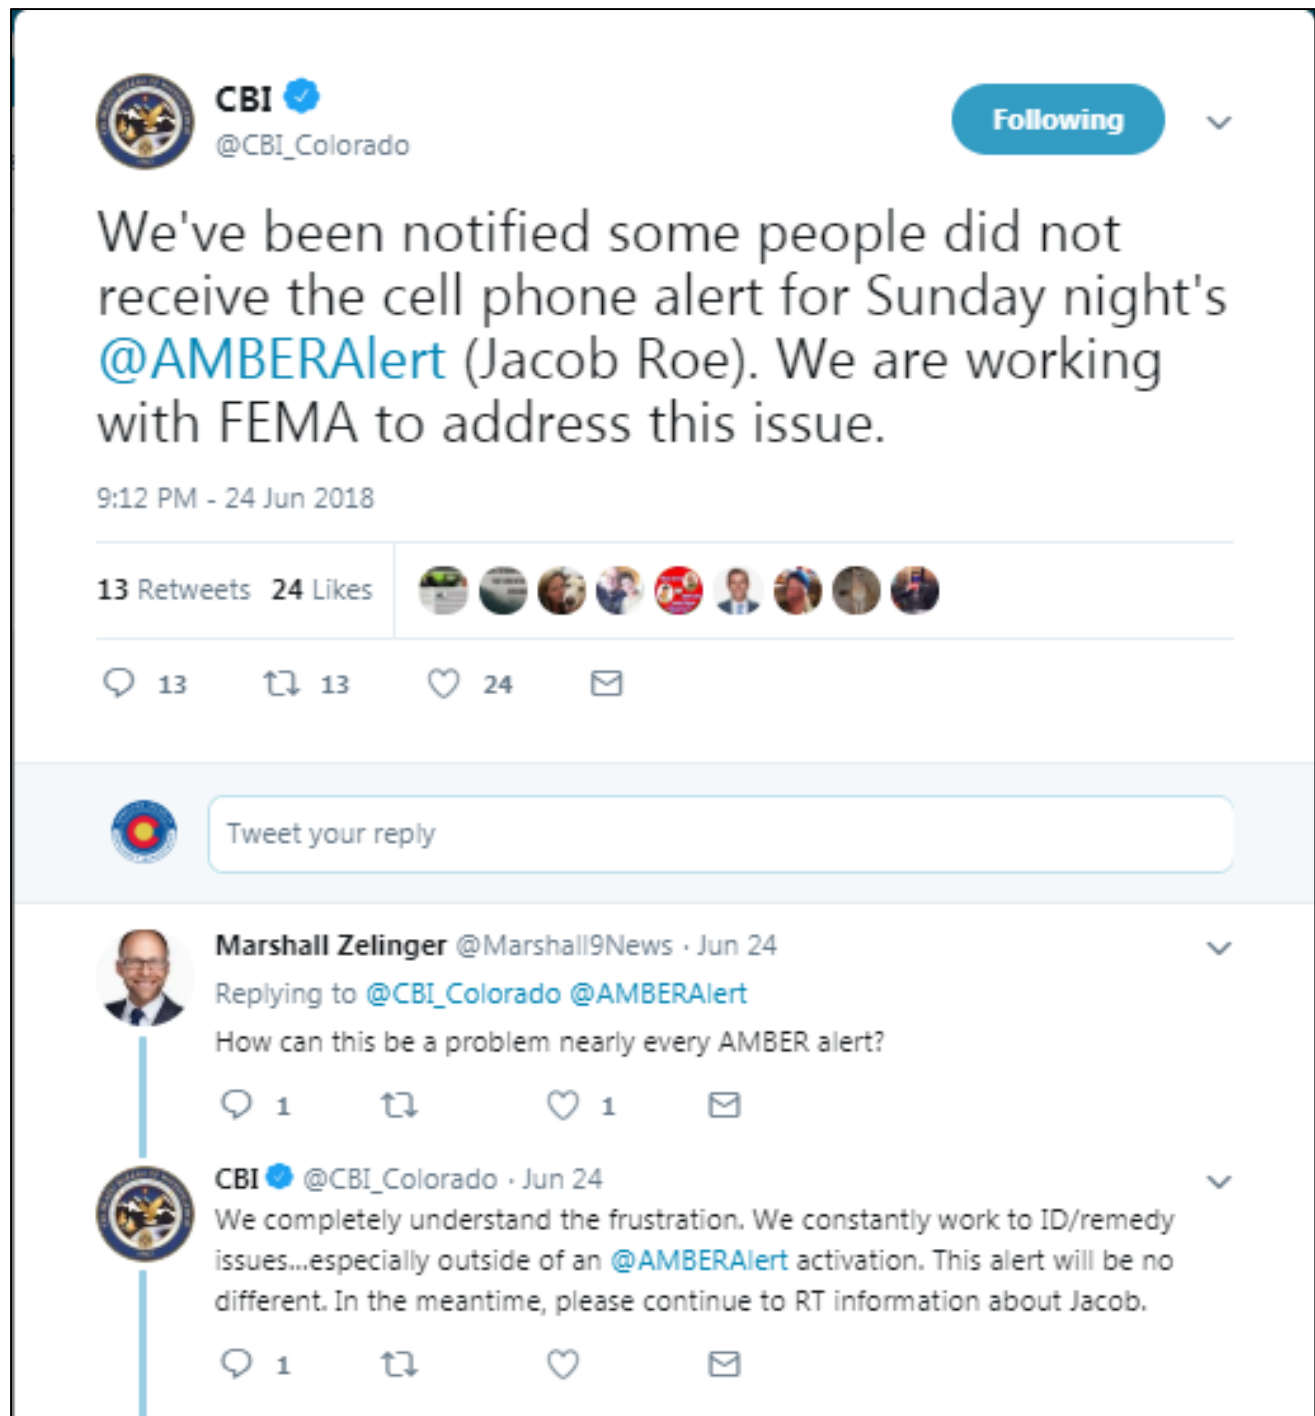 CBI
@CBI_Colorado
Following
We've been notified some people did not
receive the cell phone alert for Sunday night's
@AMBERAlert (Jacob Roe). We are working
with FEMA to address this issue.
9:12 PM - 24 Jun 2018
13 Retweets 24 Likes
13 13 24
Tweet your reply
Marshall Zelinger @Marshall9News · Jun 24
Replying to @CBI_Colorado @AMBERAlert
How can this be a problem nearly every AMBER alert?
1 1
CBI @CBI_Colorado · Jun 24
We completely understand the frustration. We constantly work to ID/remedy
issues...especially outside of an @AMBERAlert activation. This alert will be no
different. In the meantime, please continue to RT information about Jacob.
1